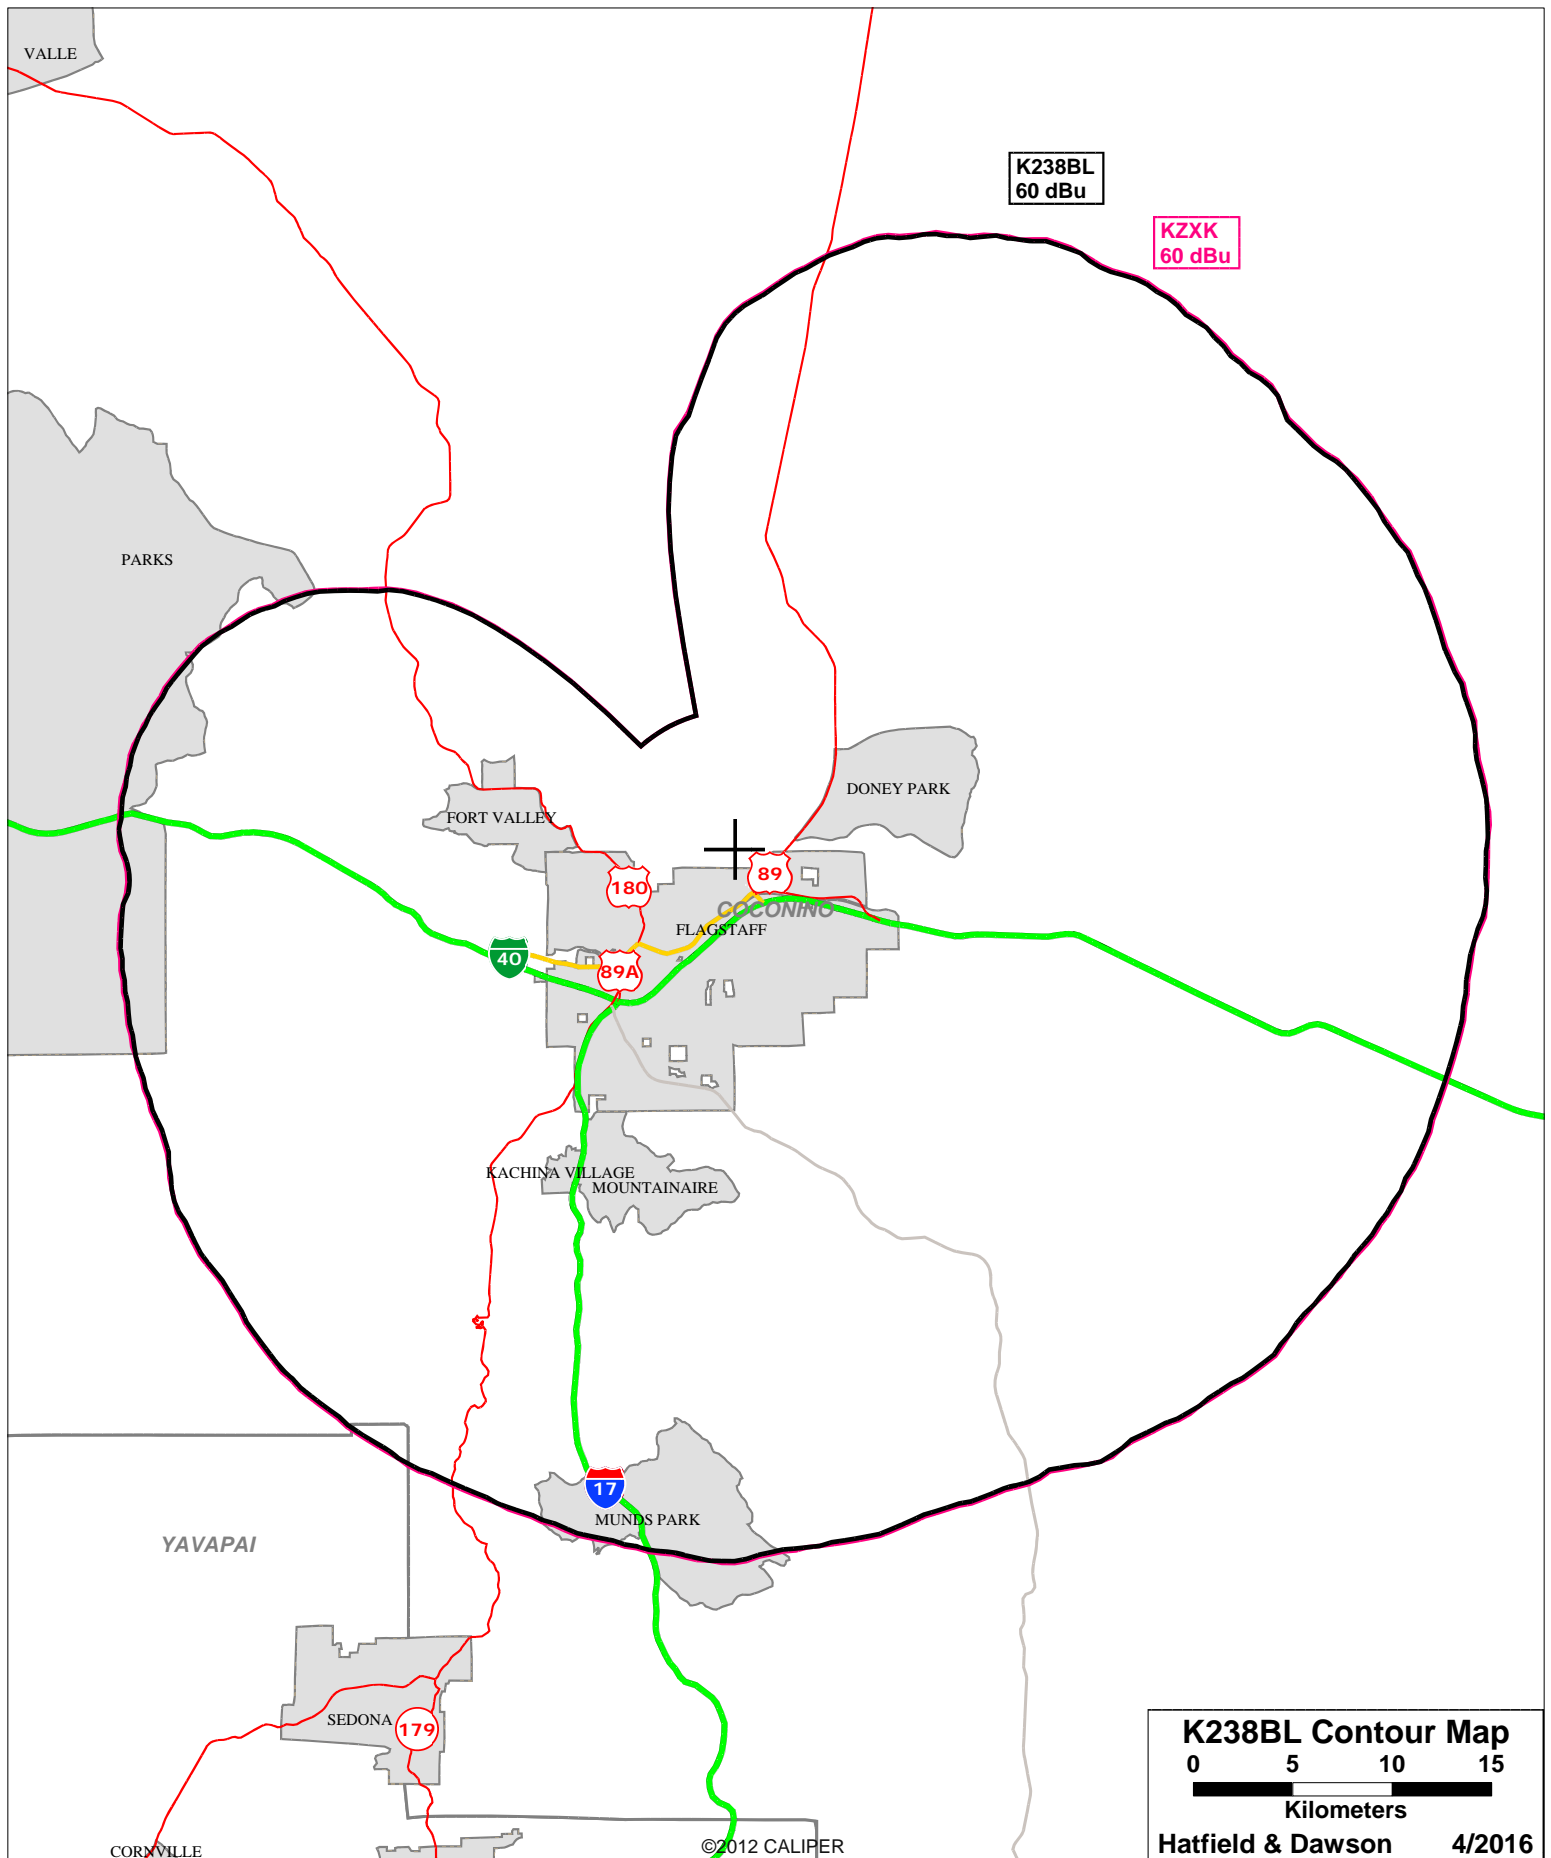 VALLE
K238BL
60 dBu
KZXK
60 dBu
PARKS
DONEY PARK
FORT VALLEY
89
180
COCONINO
FLAGSTAFF
40
89A
KACHINA VILLAGE
MOUNTAINAIRE
17
MUNDS PARK
YAVAPAI
SEDONA
179
K238BL Contour Map
0 5 10 15
Kilometers
Hatfield & Dawson 4/2016
©2012 CALIPER
CORNVILLE